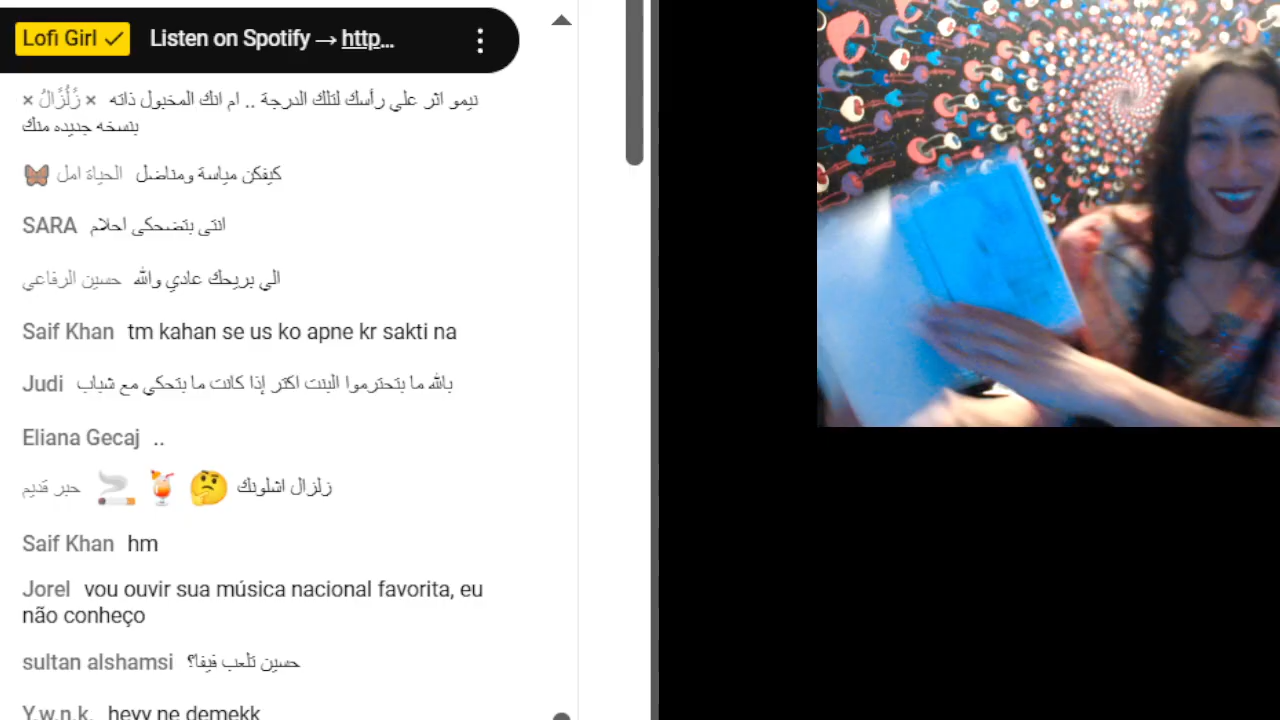 Lofi Girl ✓ Listen on Spotify → http...
× زَُلُزَّالُ × نيمو اثر علي رأسك لتلك الدرجة .. ام انك المخبول ذاته
بنسخه جديده منك
الحياة امل كيفكن مياسة ومناضل
SARA انتى بتضحكى احلام
حسين الرفاعي الي بريحك عادي والله
Saif Khan tm kahan se us ko apne kr sakti na
Judi بالله ما بتحترموا البنت اكتر إذا كانت ما بتحكي مع شباب
Eliana Gecaj ..
حبر قديم 🚬 🍹 🤔 زلزال اشلونك
Saif Khan hm
Jorel vou ouvir sua música nacional favorita, eu
não conheço
sultan alshamsi حسين تلعب فيفا؟
Y.w.n.k. heyy ne demekk